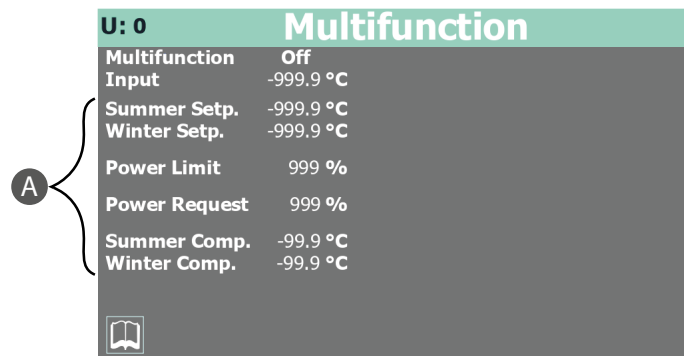 U: 0 Multifunction
Multifunction Off
Input -999.9 °C
Summer Setp. -999.9 °C
Winter Setp. -999.9 °C
Power Limit 999 %
A
Power Request 999 %
Summer Comp. -99.9 °C
Winter Comp. -99.9 °C